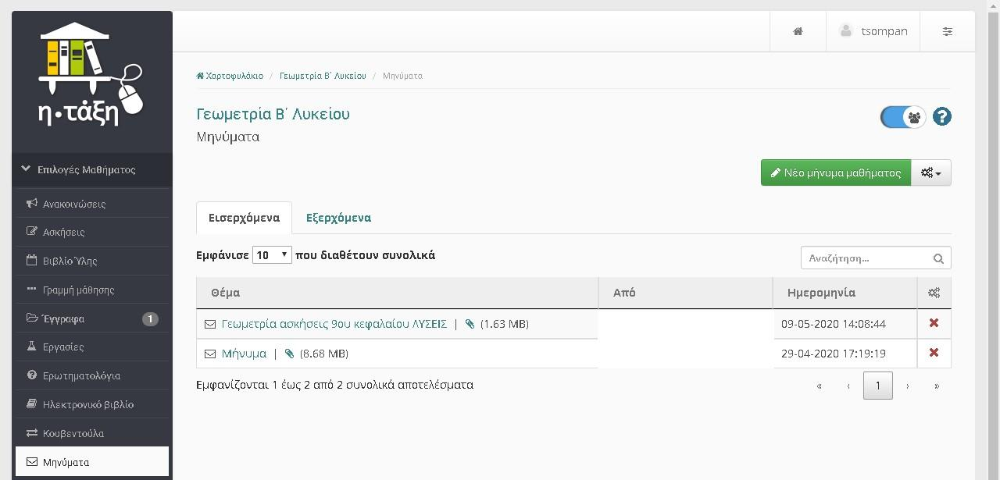 η•τάξη
tsompan
Χαρτοφυλάκιο / Γεωμετρία Β΄ Λυκείου / Μηνύματα
Γεωμετρία Β΄ Λυκείου
Μηνύματα
Νέο μήνυμα μαθήματος
Επιλογές Μαθήματος
Ανακοινώσεις
Ασκήσεις
Βιβλίο Ύλης
Γραμμή μάθησης
Έγγραφα 1
Εργασίες
Ερωτηματολόγια
Ηλεκτρονικό βιβλίο
Κουβεντούλα
Μηνύματα
Εισερχόμενα Εξερχόμενα
Εμφάνισε 10 που διαθέτουν συνολικά Αναζήτηση...
Θέμα Από Ημερομηνία
Γεωμετρία ασκήσεις 9ου κεφαλαίου ΛΥΣΕΙΣ | (1.63 MB) 09-05-2020 14:08:44
Μήνυμα | (8.68 MB) 29-04-2020 17:19:19
Εμφανίζονται 1 έως 2 από 2 συνολικά αποτελέσματα « ‹ 1 › »